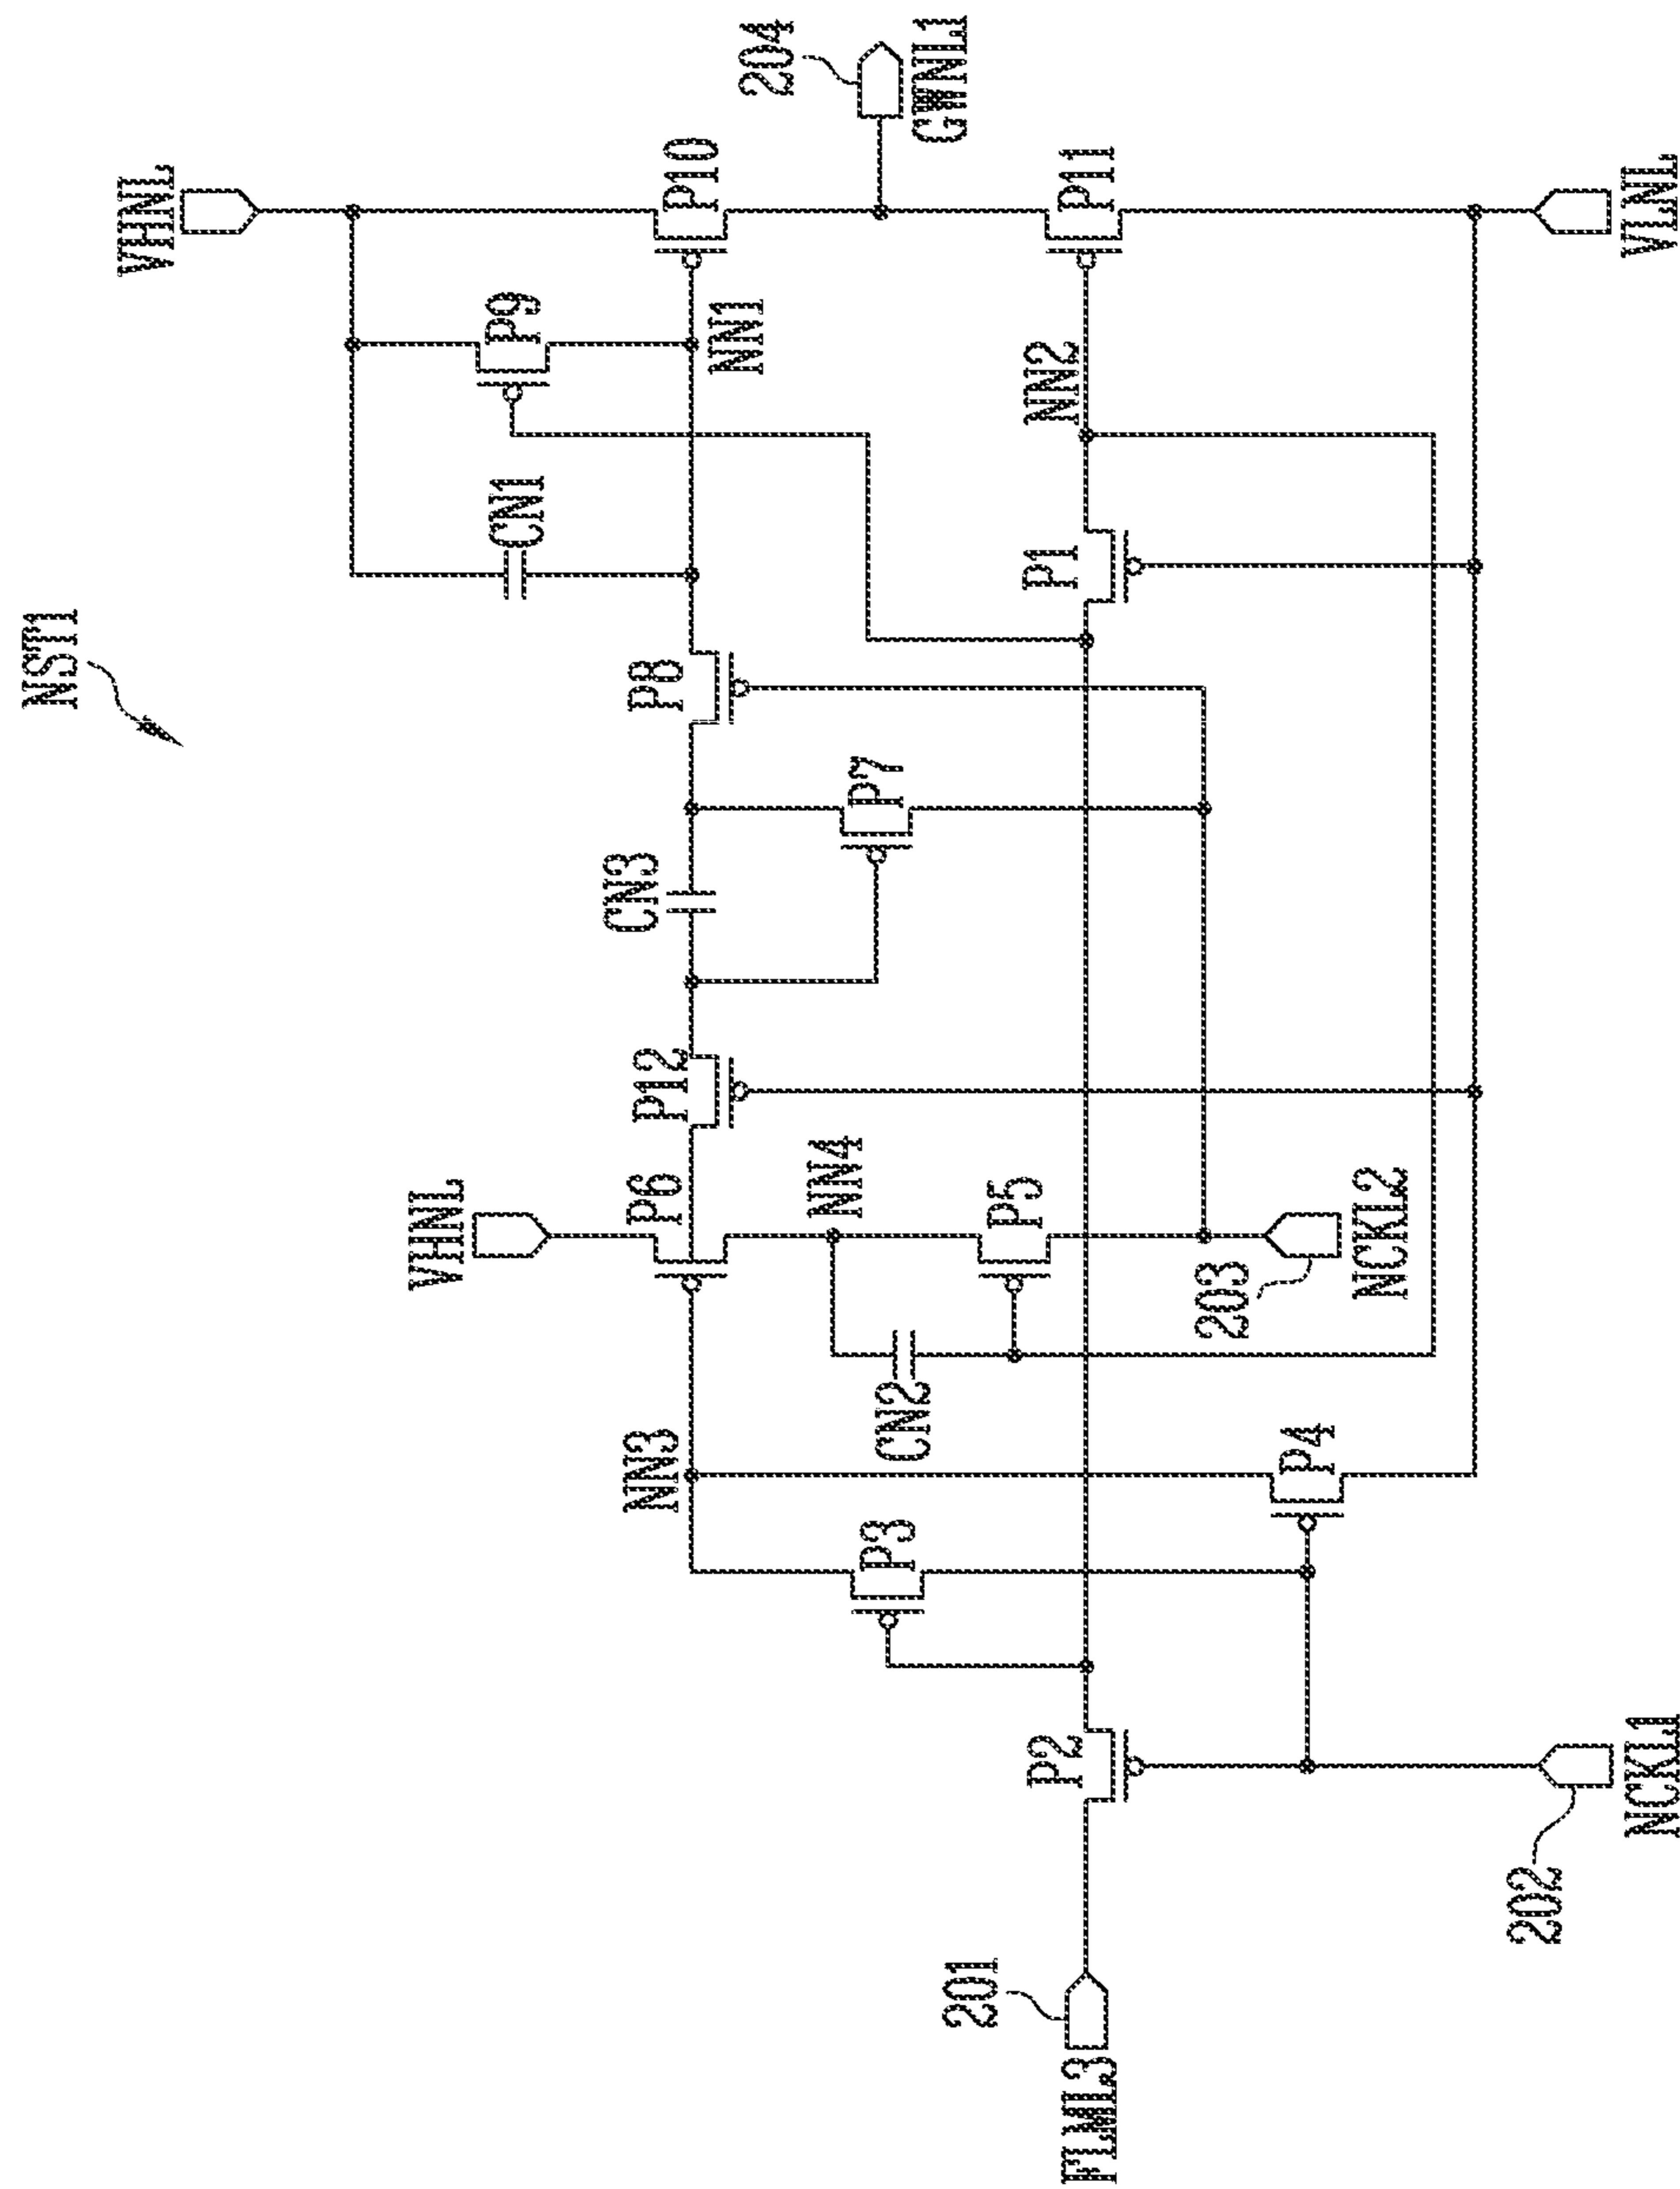 NST1
VHNL
204
GWNL1
P10
P9
NN1
CN1
P11
VLNL
NN2
P1
P8
P7
CN3
P12
VHNL
P6
NN4
P5
203
NCKL2
CN2
NN3
P4
P3
P2
202
NCKL1
201
FLML3